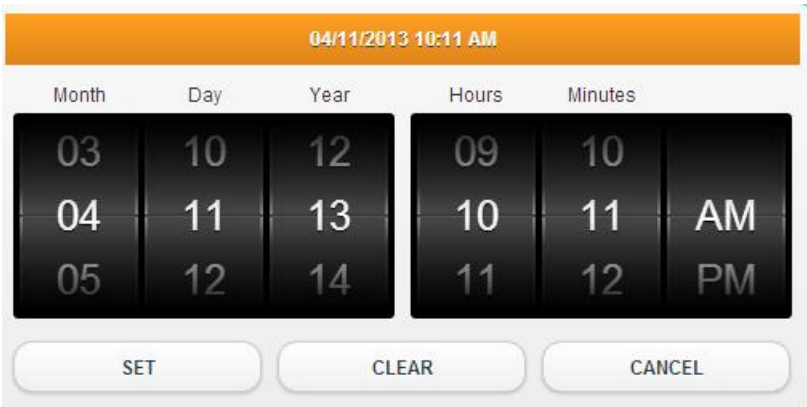 04/11/2013 10:11 AM
Month Day Year Hours Minutes
03 10 12 09 10
04 11 13 10 11 AM
05 12 14 11 12 PM
SET CLEAR CANCEL